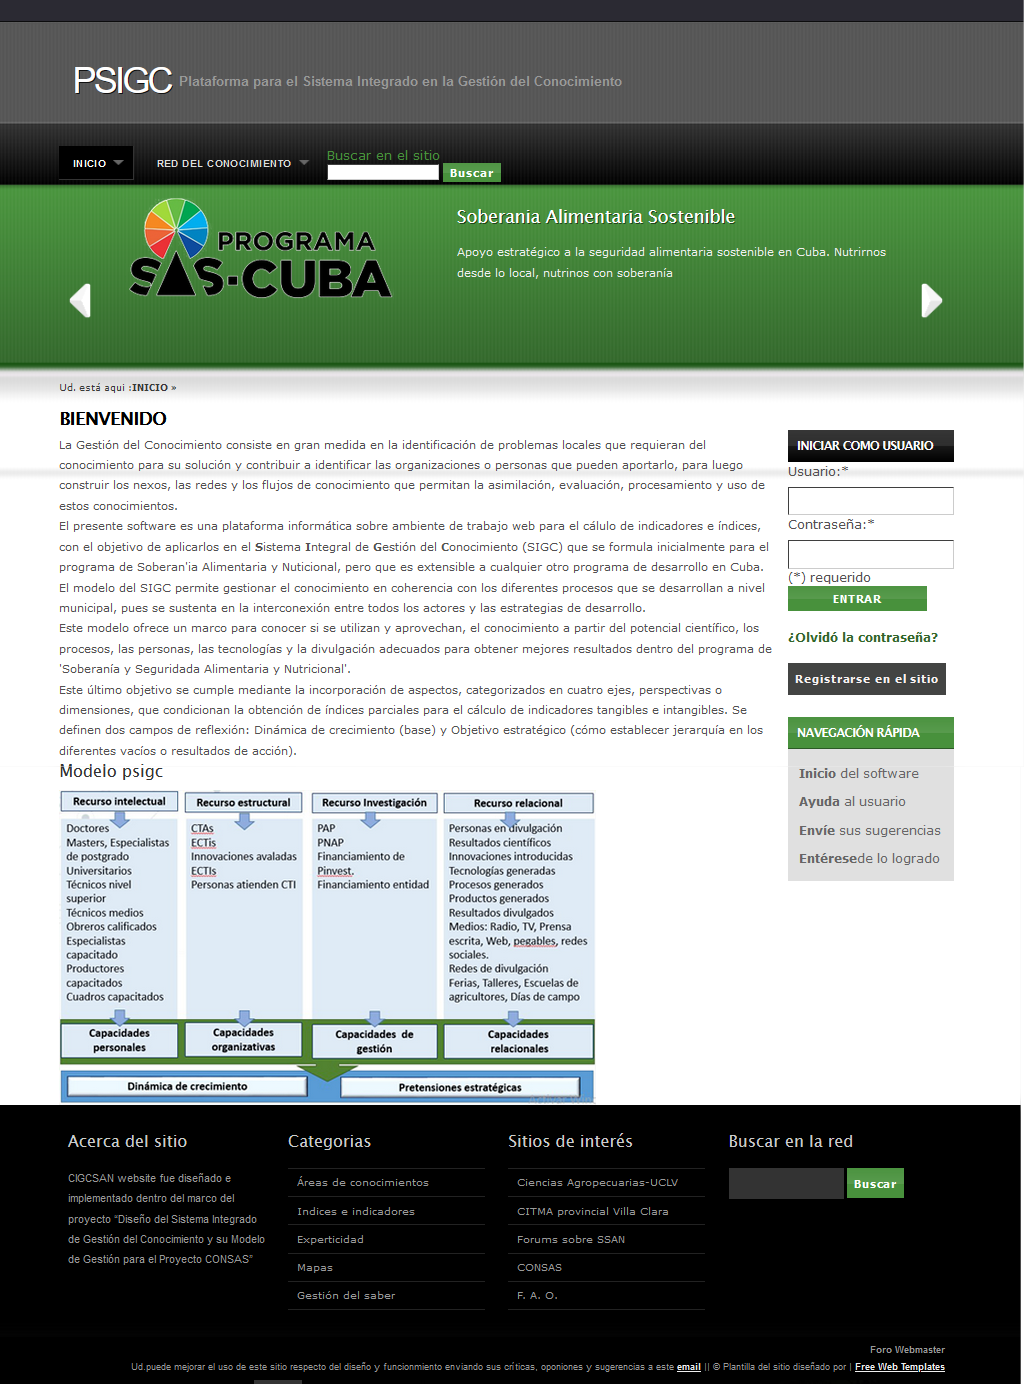 PSIGC Plataforma para el Sistema Integrado en la Gestión del Conocimiento
INICIO
RED DEL CONOCIMIENTO
Buscar en el sitio
Buscar
PROGRAMA
SAS-CUBA
Soberania Alimentaria Sostenible
Apoyo estratégico a la seguridad alimentaria sostenible en Cuba. Nutrirnos
desde lo local, nutrinos con soberanía
Ud. está aqui :INICIO »
BIENVENIDO
La Gestión del Conocimiento consiste en gran medida en la identificación de problemas locales que requieran del
conocimiento para su solución y contribuir a identificar las organizaciones o personas que pueden aportarlo, para luego
construir los nexos, las redes y los flujos de conocimiento que permitan la asimilación, evaluación, procesamiento y uso de
estos conocimientos.
El presente software es una plataforma informática sobre ambiente de trabajo web para el cálulo de indicadores e índices,
con el objetivo de aplicarlos en el Sistema Integral de Gestión del Conocimiento (SIGC) que se formula inicialmente para el
programa de Soberan'ia Alimentaria y Nuticional, pero que es extensible a cualquier otro programa de desarrollo en Cuba.
El modelo del SIGC permite gestionar el conocimiento en coherencia con los diferentes procesos que se desarrollan a nivel
municipal, pues se sustenta en la interconexión entre todos los actores y las estrategias de desarrollo.
Este modelo ofrece un marco para conocer si se utilizan y aprovechan, el conocimiento a partir del potencial científico, los
procesos, las personas, las tecnologías y la divulgación adecuados para obtener mejores resultados dentro del programa de
'Soberanía y Seguridada Alimentaria y Nutricional'.
Este último objetivo se cumple mediante la incorporación de aspectos, categorizados en cuatro ejes, perspectivas o
dimensiones, que condicionan la obtención de índices parciales para el cálculo de indicadores tangibles e intangibles. Se
definen dos campos de reflexión: Dinámica de crecimiento (base) y Objetivo estratégico (cómo establecer jerarquía en los
diferentes vacíos o resultados de acción).
Modelo psigc
Recurso intelectual
Doctores
Masters, Especialistas
de postgrado
Universitarios
Técnicos nivel
superior
Técnicos medios
Obreros calificados
Especialistas
capacitado
Productores
capacitados
Cuadros capacitados
Capacidades
personales
Recurso estructural
CTAs
ECTis
Innovaciones avaladas
ECTIs
Personas atienden CTI
Capacidades
organizativas
Recurso Investigación
PAP
PNAP
Financiamiento de
Pinvest.
Financiamiento entidad
Capacidades de
gestión
Recurso relacional
Personas en divulgación
Resultados científicos
Innovaciones introducidas
Tecnologías generadas
Procesos generados
Productos generados
Resultados divulgados
Medios: Radio, TV, Prensa
escrita, Web, pegables, redes
sociales.
Redes de divulgación
Ferias, Talleres, Escuelas de
agricultores, Días de campo
Capacidades
relacionales
Dinámica de crecimiento
Pretensiones estratégicas
INICIAR COMO USUARIO
Usuario:*
Contraseña:*
(*) requerido
ENTRAR
¿Olvidó la contraseña?
Registrarse en el sitio
NAVEGACIÓN RÁPIDA
Inicio del software
Ayuda al usuario
Envíe sus sugerencias
Entéresede lo logrado
Acerca del sitio
CIGCSAN website fue diseñado e
implementado dentro del marco del
proyecto “Diseño del Sistema Integrado
de Gestión del Conocimiento y su Modelo
de Gestión para el Proyecto CONSAS”
Categorias
Áreas de conocimientos
Indices e indicadores
Experticidad
Mapas
Gestión del saber
Sitios de interés
Ciencias Agropecuarias-UCLV
CITMA provincial Villa Clara
Forums sobre SSAN
CONSAS
F. A. O.
Buscar en la red
Buscar
Foro Webmaster
Ud.puede mejorar el uso de este sitio respecto del diseño y funcionmiento enviando sus críticas, oponiones y sugerencias a este email || © Plantilla del sitio diseñado por | Free Web Templates